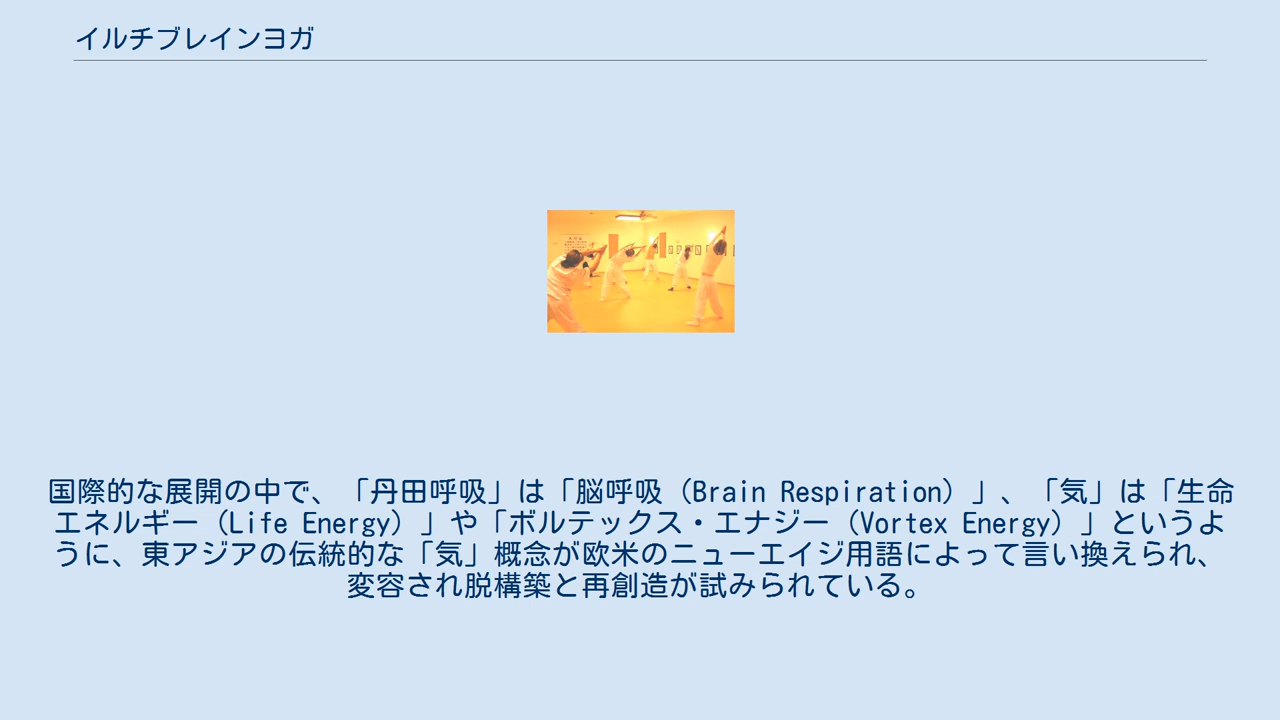 イルチブレインヨガ
国際的な展開の中で、「丹田呼吸」は「脳呼吸（Brain Respiration）」、「気」は「生命
エネルギー（Life Energy）」や「ボルテックス・エナジー（Vortex Energy）」というよ
うに、東アジアの伝統的な「気」概念が欧米のニューエイジ用語によって言い換えられ、
変容され脱構築と再創造が試みられている。